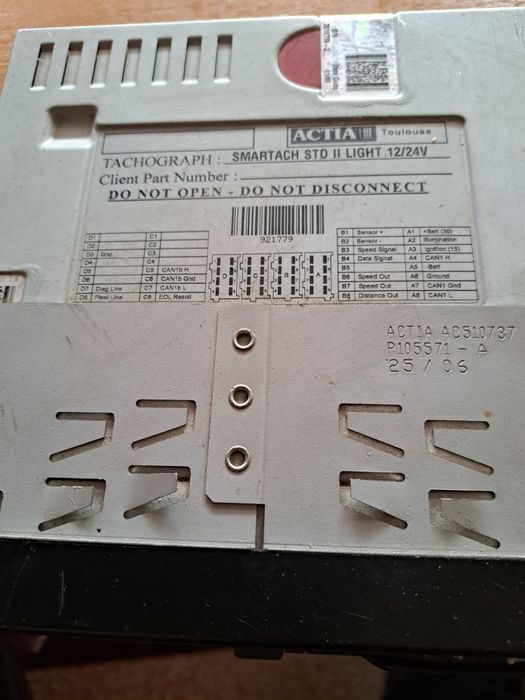 ACTIA Toulouse
TACHOGRAPH : SMARTACH STD II LIGHT .12/24V
Client Part Number :
DO NOT OPEN - DO NOT DISCONNECT
921779
D1 C1
D2 C2
D3 Gnd C3
D4 C4
D5 C5 CAN1b H
D6 C6 CAN1b Gnd
D7 Diag Line C7 CAN1b L
D8 C8 EOL Resist
D C B A
B1 Sensor + A1 +Batt (30)
B2 Sensor - A2 Illumination
B3 Speed Signal A3 Ignition (15)
B4 Data Signal A4 CAN1 H
B5 A5 -Batt
B6 Speed Out A6 Ground
B7 Speed Out A7 CAN1 Gnd
B8 Distance Out A8 CAN1 L
ACTIA AC510737
P105571 - A
25 / 06